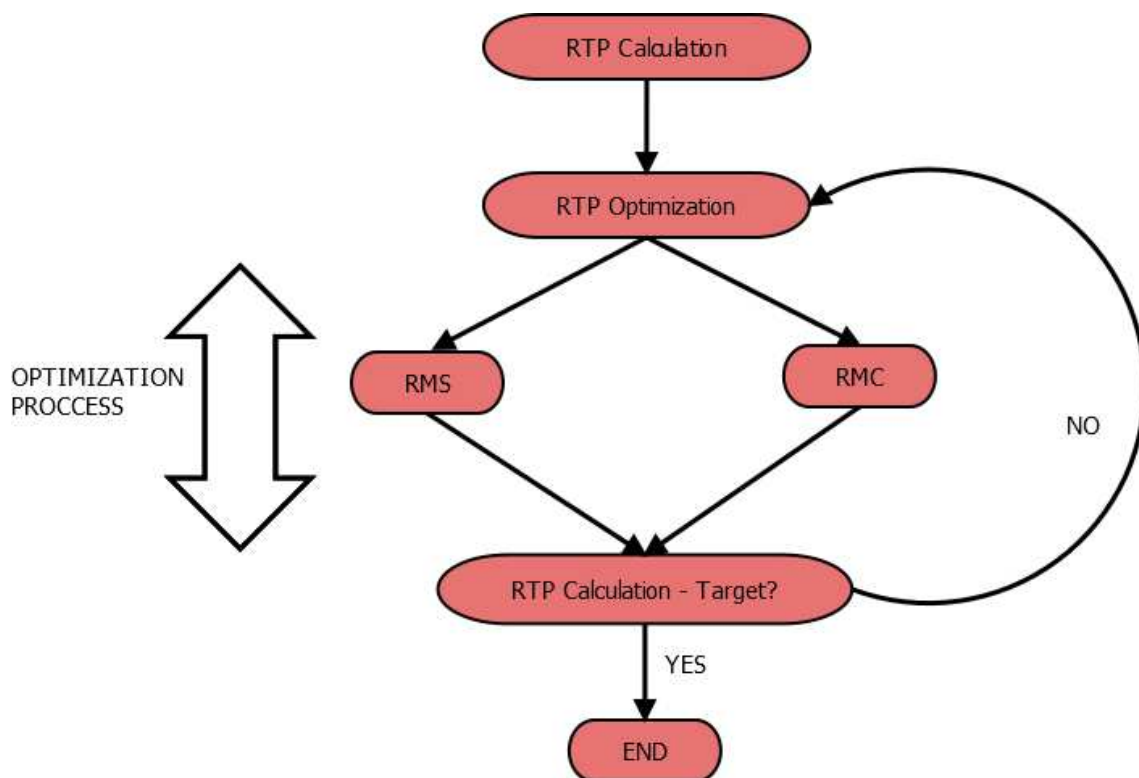 RTP Calculation
RTP Optimization
OPTIMIZATION
PROCCESS
RMS
RMC
NO
RTP Calculation - Target?
YES
END